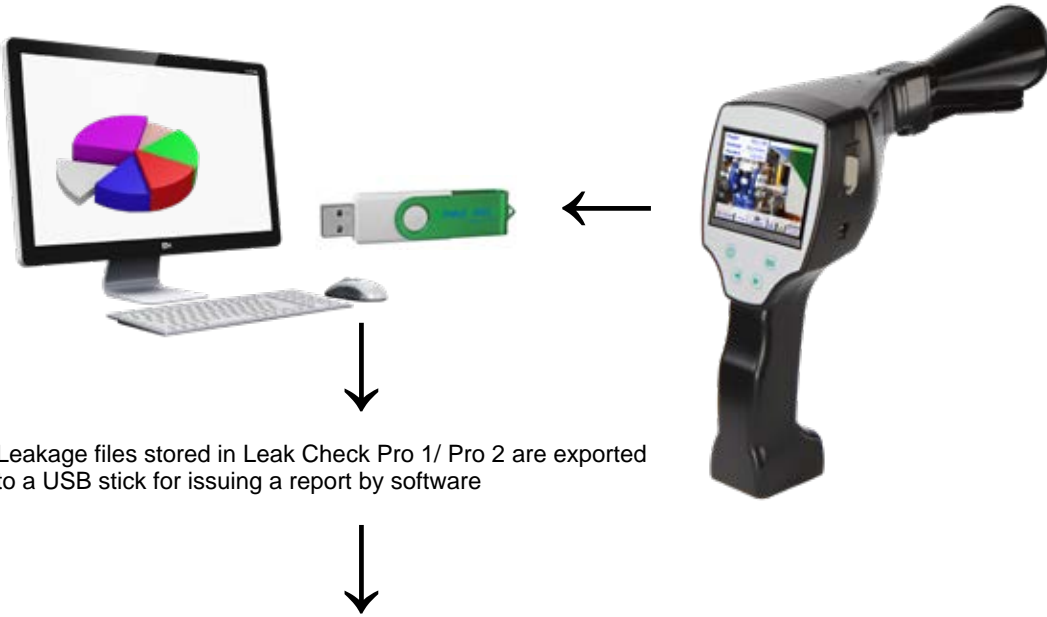 Leakage files stored in Leak Check Pro 1/ Pro 2 are exported
to a USB stick for issuing a report by software